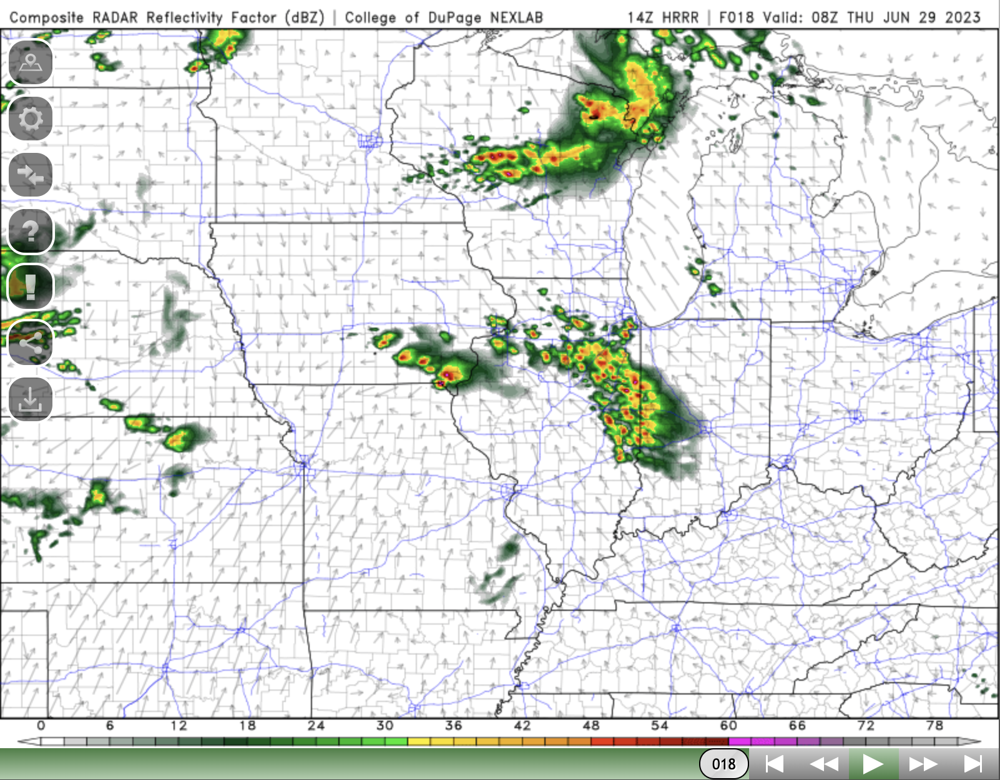 Composite RADAR Reflectivity Factor (dBZ) | College of DuPage NEXLAB 14Z HRRR | F018 Valid: 08Z THU JUN 29 2023
?
!
0 6 12 18 24 30 36 42 48 54 60 66 72 78
018